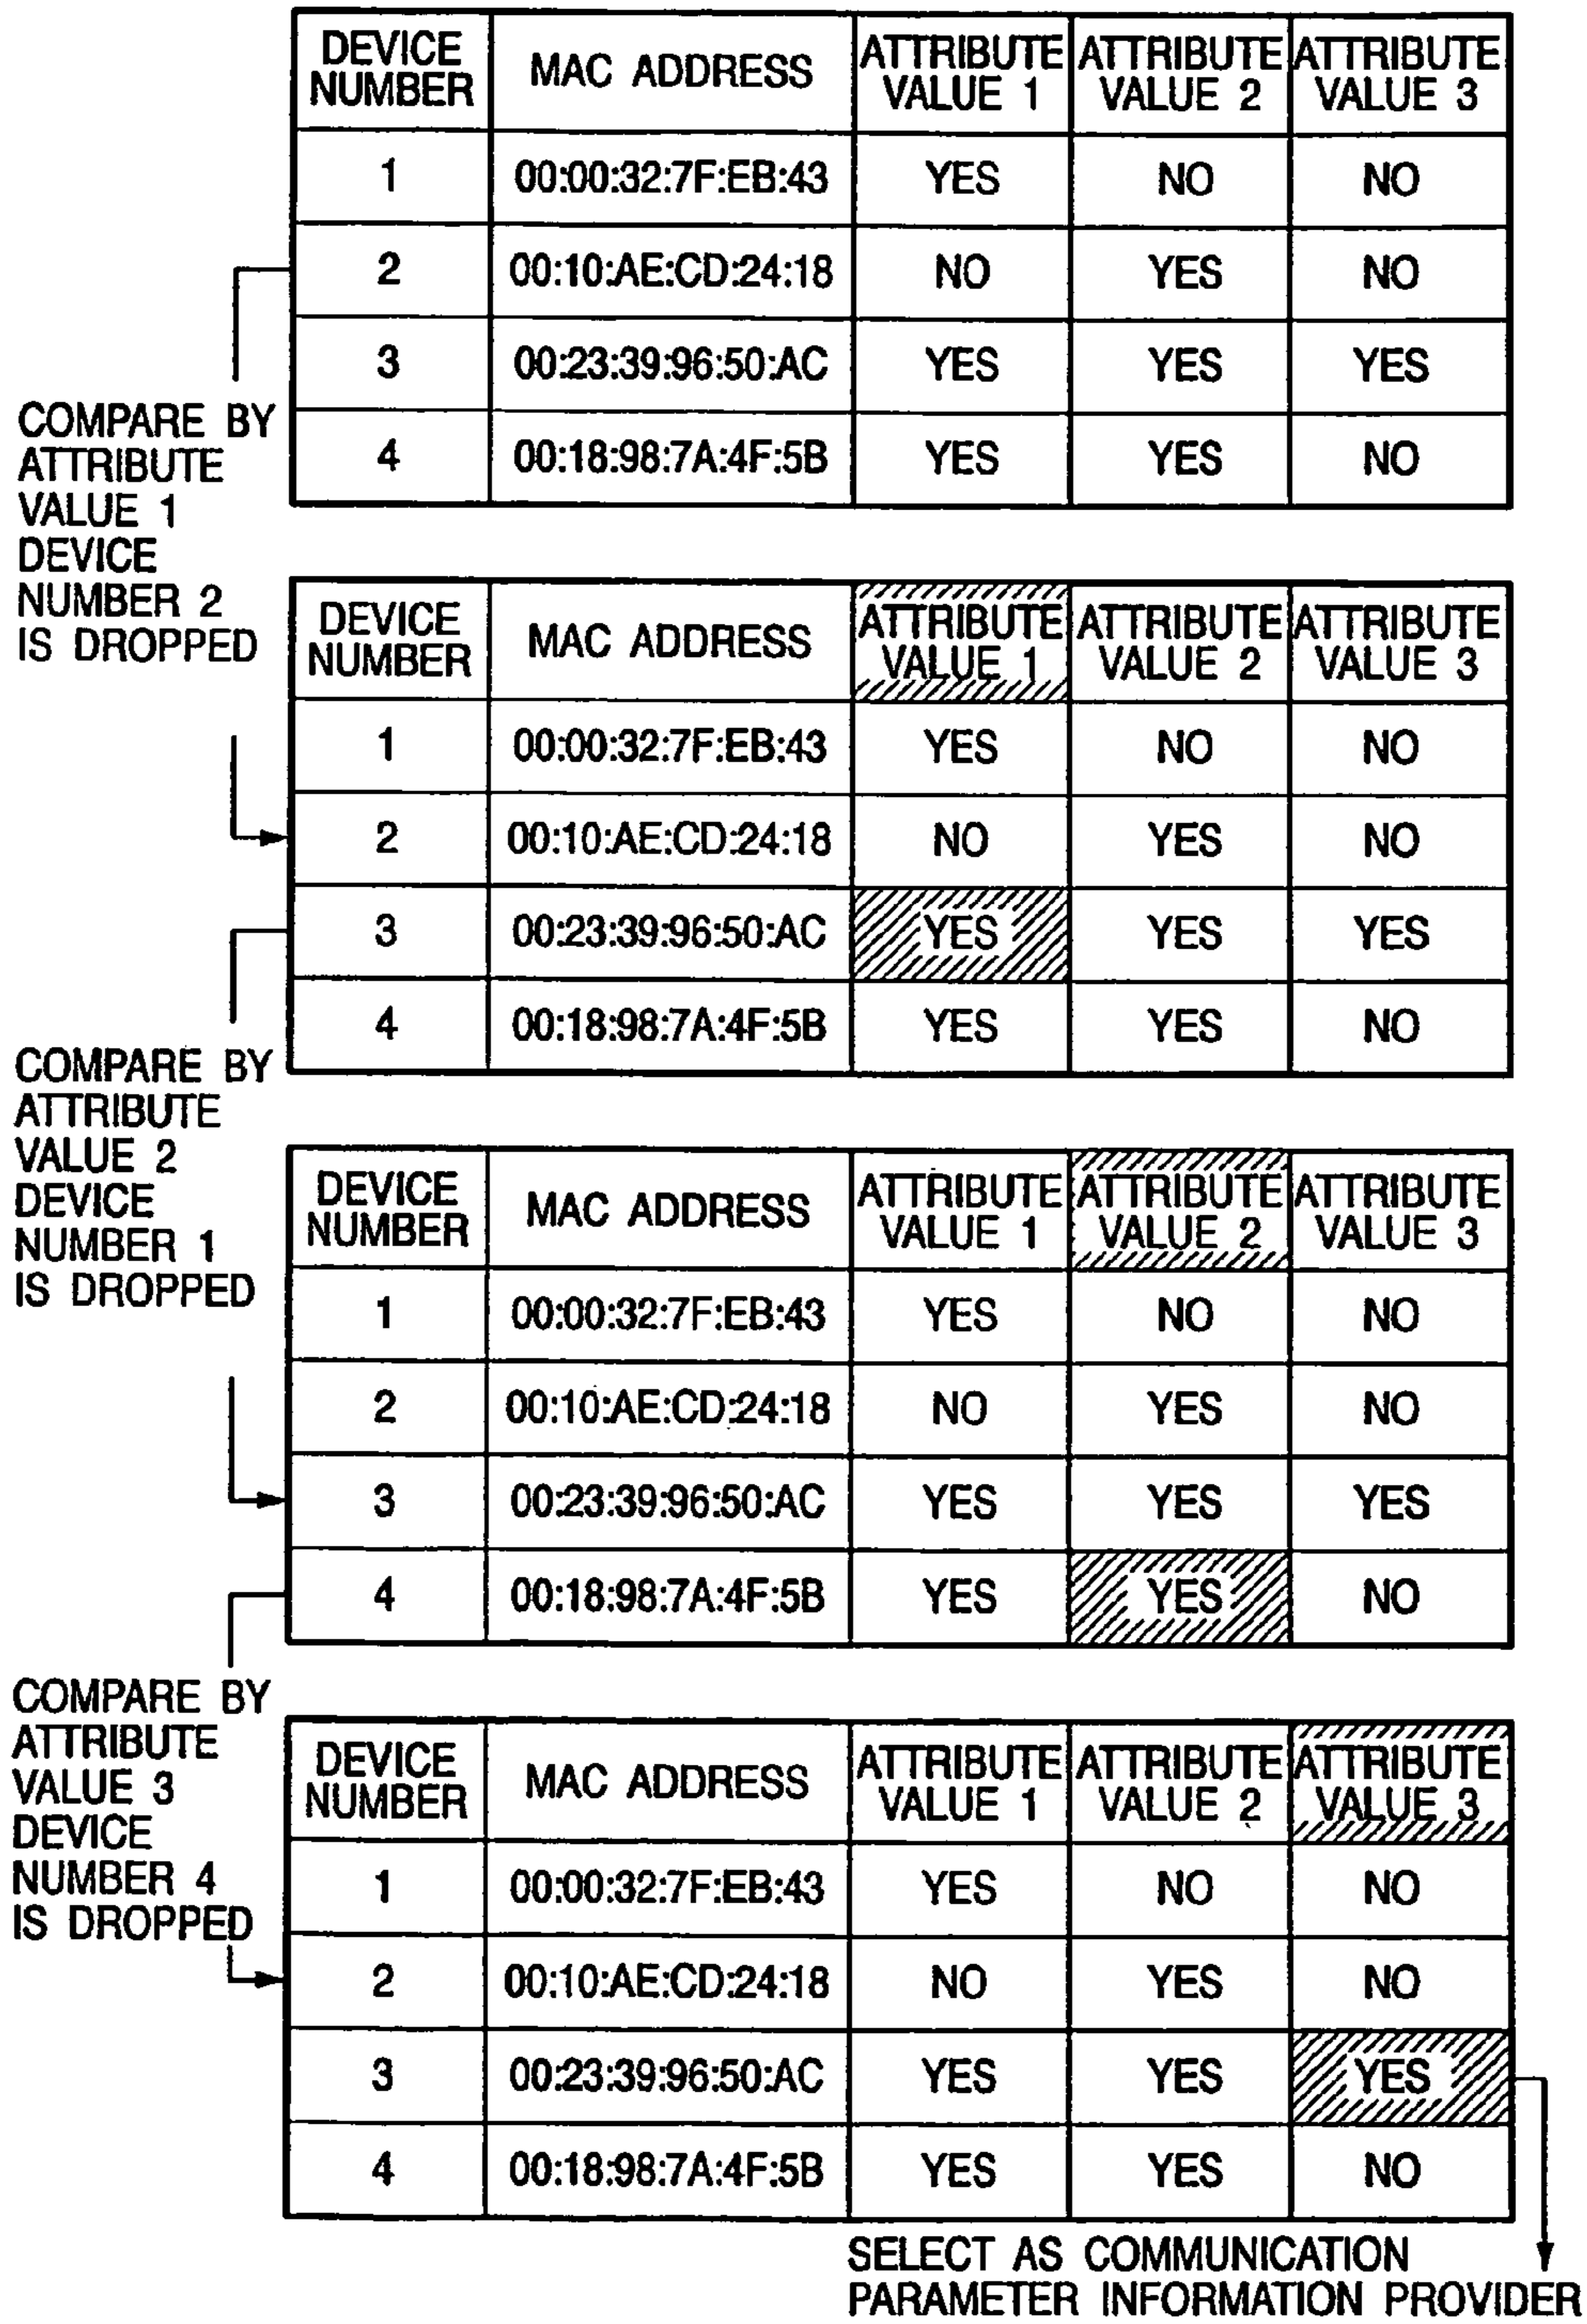 DEVICE NUMBER MAC ADDRESS ATTRIBUTE VALUE 1 ATTRIBUTE VALUE 2 ATTRIBUTE VALUE 3
1 00:00:32:7F:EB:43 YES NO NO
2 00:10:AE:CD:24:18 NO YES NO
3 00:23:39:96:50:AC YES YES YES
4 00:18:98:7A:4F:5B YES YES NO
COMPARE BY
ATTRIBUTE
VALUE 1
DEVICE
NUMBER 2
IS DROPPED
DEVICE NUMBER MAC ADDRESS ATTRIBUTE VALUE 1 ATTRIBUTE VALUE 2 ATTRIBUTE VALUE 3
1 00:00:32:7F:EB:43 YES NO NO
2 00:10:AE:CD:24:18 NO YES NO
3 00:23:39:96:50:AC YES YES YES
4 00:18:98:7A:4F:5B YES YES NO
COMPARE BY
ATTRIBUTE
VALUE 2
DEVICE
NUMBER 1
IS DROPPED
DEVICE NUMBER MAC ADDRESS ATTRIBUTE VALUE 1 ATTRIBUTE VALUE 2 ATTRIBUTE VALUE 3
1 00:00:32:7F:EB:43 YES NO NO
2 00:10:AE:CD:24:18 NO YES NO
3 00:23:39:96:50:AC YES YES YES
4 00:18:98:7A:4F:5B YES YES NO
COMPARE BY
ATTRIBUTE
VALUE 3
DEVICE
NUMBER 4
IS DROPPED
DEVICE NUMBER MAC ADDRESS ATTRIBUTE VALUE 1 ATTRIBUTE VALUE 2 ATTRIBUTE VALUE 3
1 00:00:32:7F:EB:43 YES NO NO
2 00:10:AE:CD:24:18 NO YES NO
3 00:23:39:96:50:AC YES YES YES
4 00:18:98:7A:4F:5B YES YES NO
SELECT AS COMMUNICATION
PARAMETER INFORMATION PROVIDER